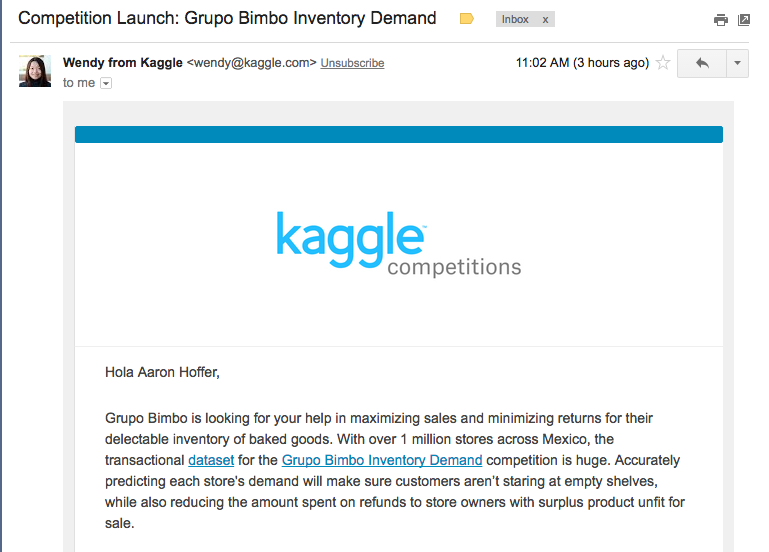 Competition Launch: Grupo Bimbo Inventory Demand
Inbox x
Wendy from Kaggle <wendy@kaggle.com> Unsubscribe
11:02 AM (3 hours ago)
to me
kaggle™
competitions
Hola Aaron Hoffer,
Grupo Bimbo is looking for your help in maximizing sales and minimizing returns for their
delectable inventory of baked goods. With over 1 million stores across Mexico, the
transactional dataset for the Grupo Bimbo Inventory Demand competition is huge. Accurately
predicting each store's demand will make sure customers aren't staring at empty shelves,
while also reducing the amount spent on refunds to store owners with surplus product unfit for
sale.